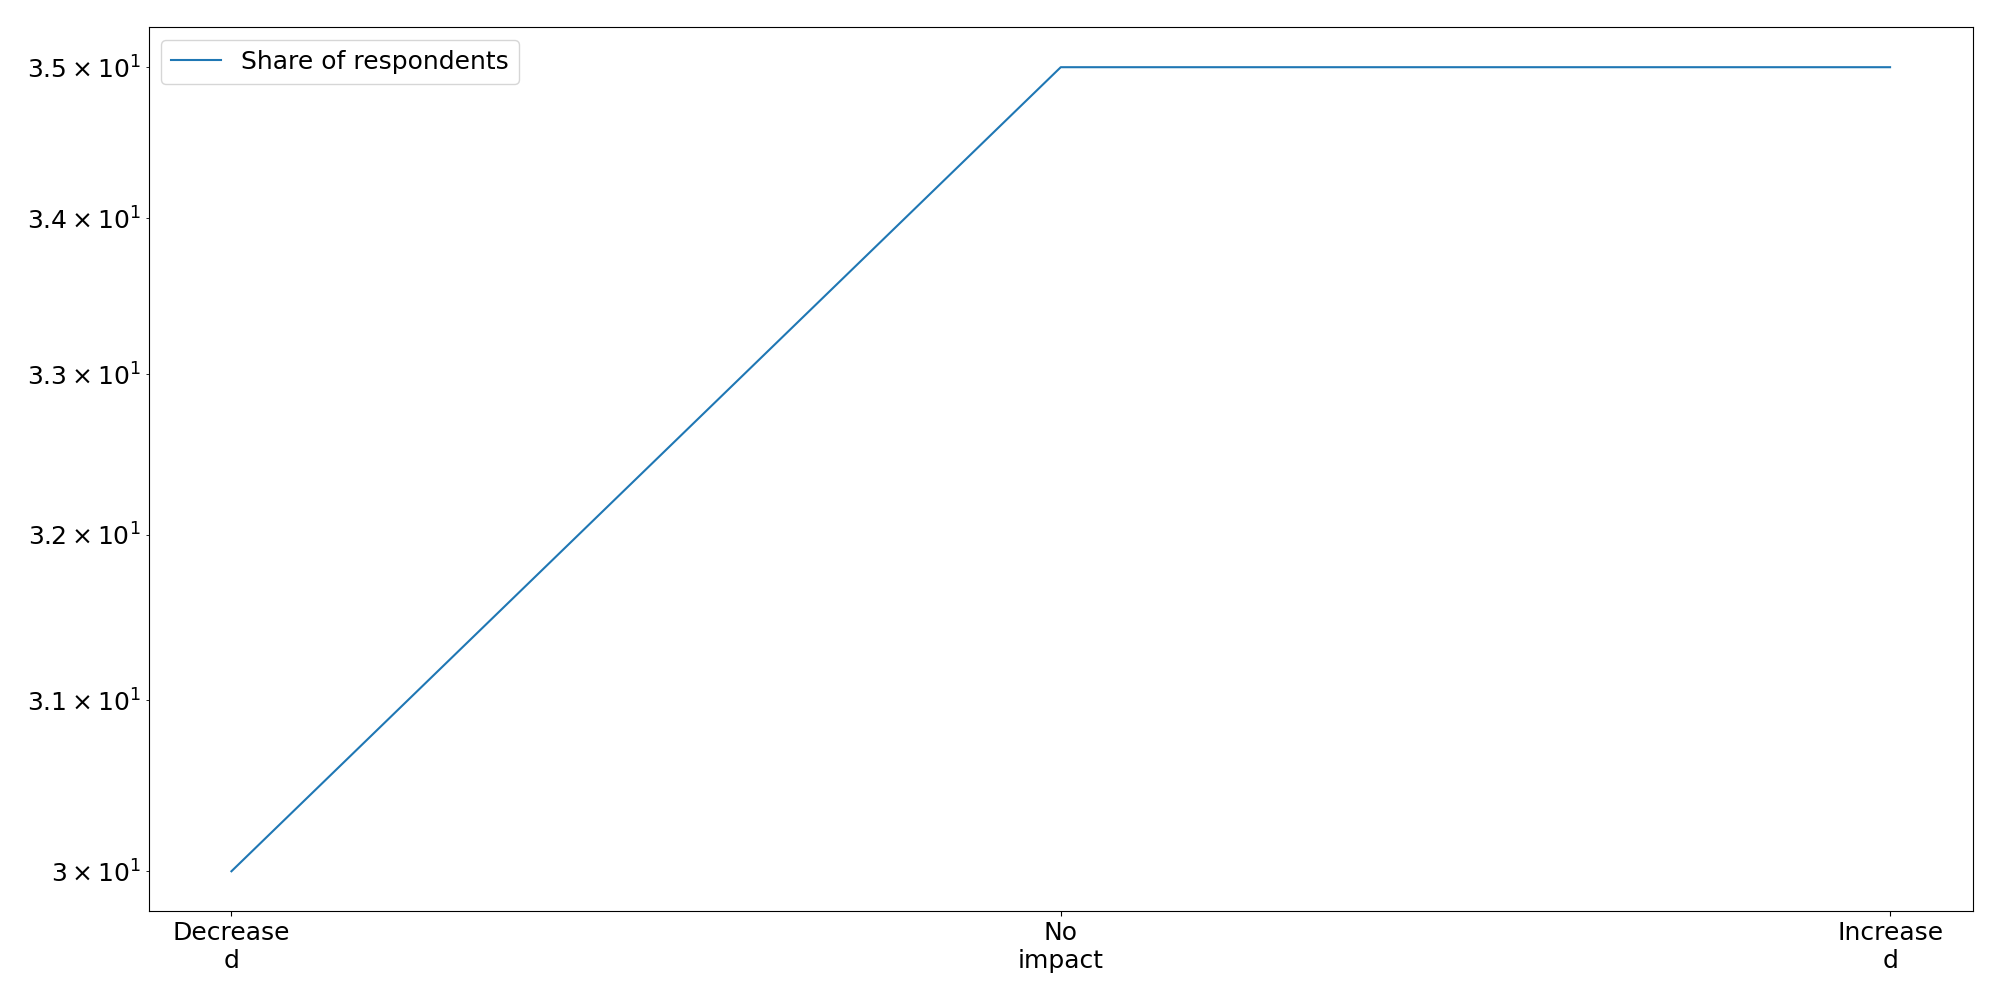 Share of respondents
3.5 × 10¹
3.4 × 10¹
3.3 × 10¹
3.2 × 10¹
3.1 × 10¹
3 × 10¹
Decrease
d
No
impact
Increase
d